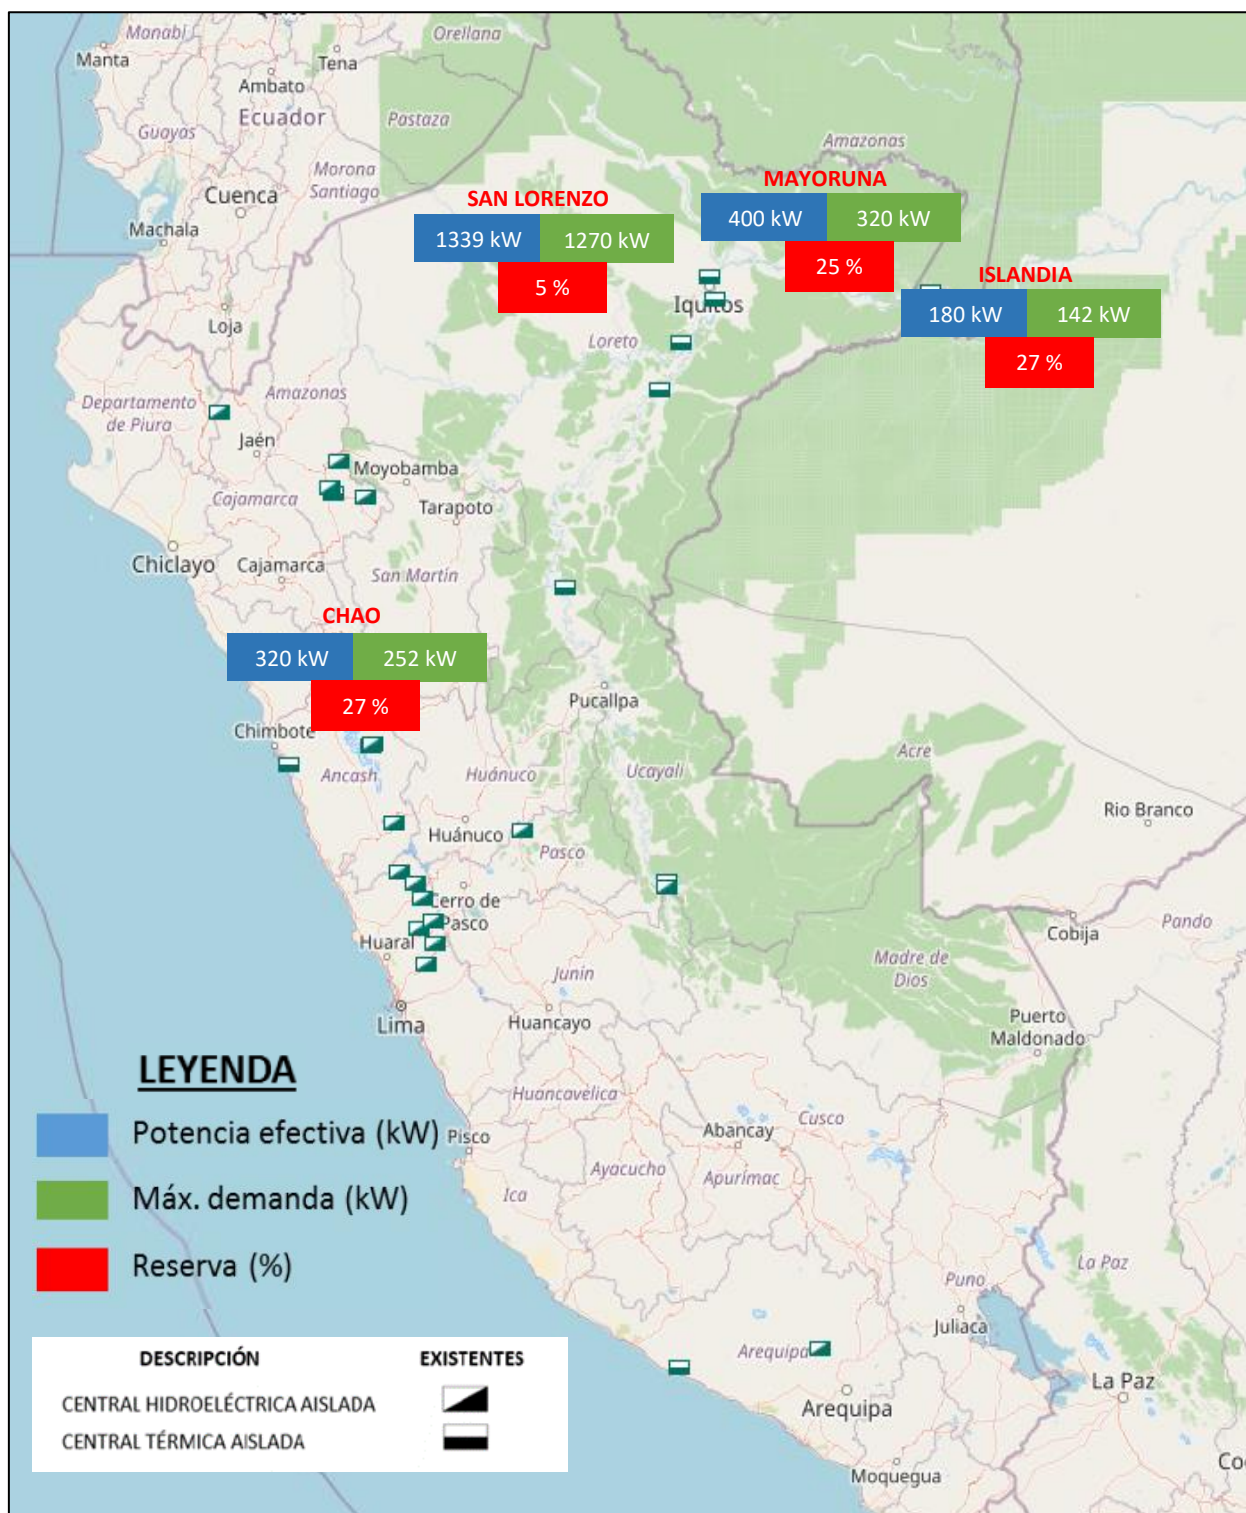 Manabí
Orellana
Manta
Tena
Ambato
Ecuador
Pastaza
Guayas
Amazonas
Morona
Santiago
Cuenca
Machala
SAN LORENZO
1339 kW
1270 kW
5 %
MAYORUNA
400 kW
320 kW
25 %
ISLANDIA
180 kW
142 kW
27 %
Iquitos
Loja
Loreto
Departamento
de Piura
Amazonas
Jaén
Moyobamba
Cajamarca
Tarapoto
Chiclayo
Cajamarca
San Martín
CHAO
320 kW
252 kW
27 %
Pucallpa
Chimbote
Ancash
Huánuco
Ucayali
Acre
Rio Branco
Huánuco
Pasco
Cerro de
Pasco
Huaral
Cobija
Pando
Junín
Madre de
Dios
Lima
Huancayo
Puerto
Maldonado
LEYENDA
Potencia efectiva (kW)
Máx. demanda (kW)
Reserva (%)
Huancavelica
Cusco
Pisco
Abancay
Ayacucho
Apurímac
Ica
La Paz
Puno
Juliaca
Arequipa
La Paz
Arequipa
Moquegua
Co
DESCRIPCIÓN
EXISTENTES
CENTRAL HIDROELÉCTRICA AISLADA
CENTRAL TÉRMICA AISLADA